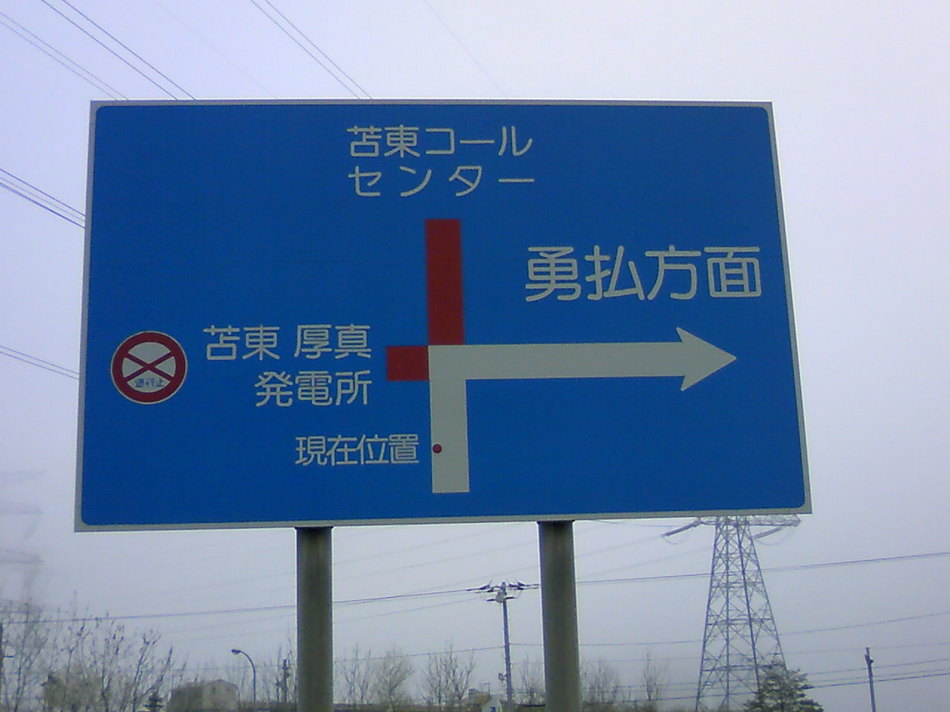 苫東コール
センター
勇払方面
苫東 厚真
発電所
通行止
現在位置